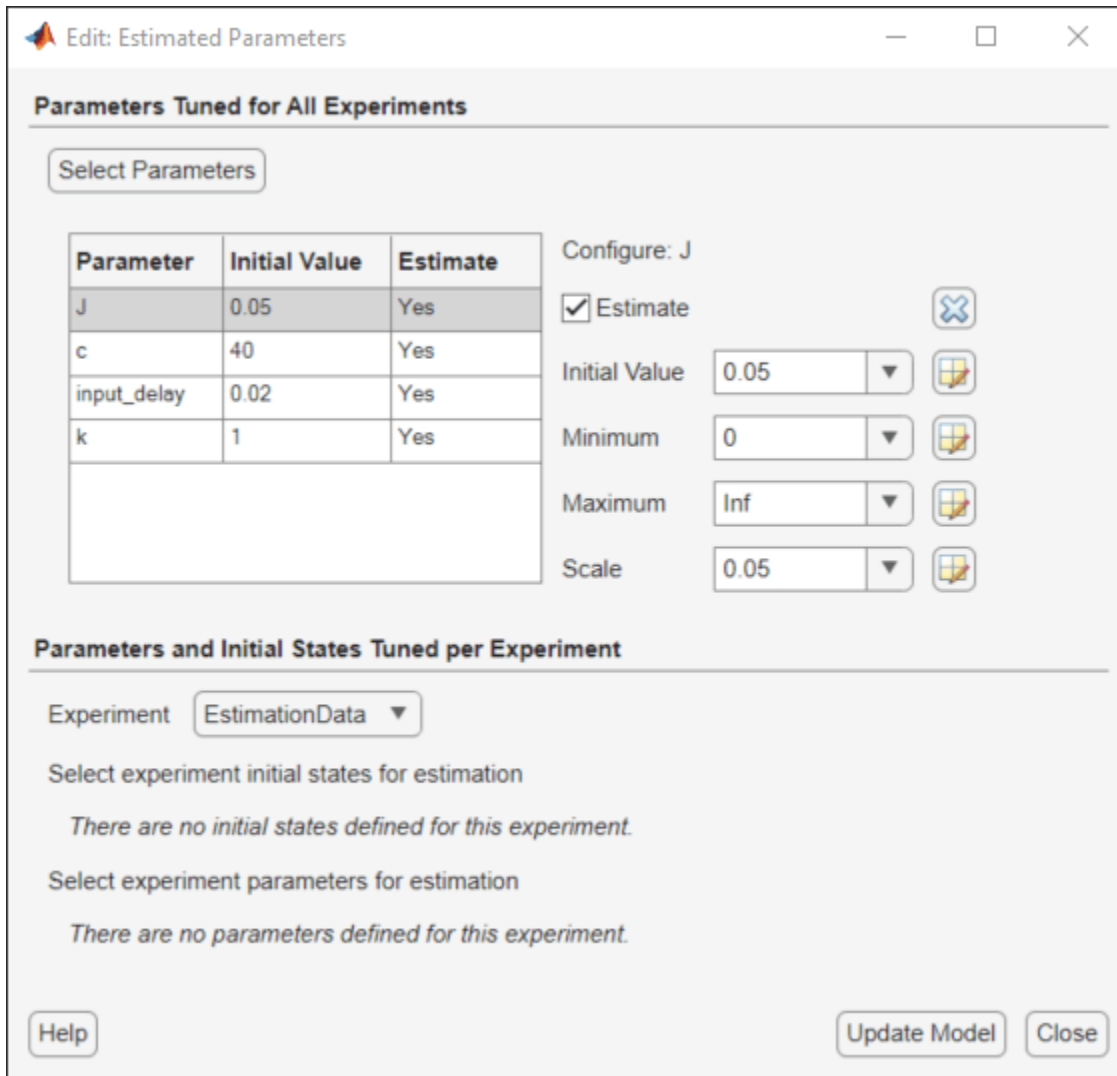 Edit: Estimated Parameters
Parameters Tuned for All Experiments
Select Parameters
Parameter Initial Value Estimate
J 0.05 Yes
c 40 Yes
input_delay 0.02 Yes
k 1 Yes
Configure: J
Estimate
Initial Value 0.05
Minimum 0
Maximum Inf
Scale 0.05
Parameters and Initial States Tuned per Experiment
Experiment EstimationData
Select experiment initial states for estimation
There are no initial states defined for this experiment.
Select experiment parameters for estimation
There are no parameters defined for this experiment.
Help Update Model Close